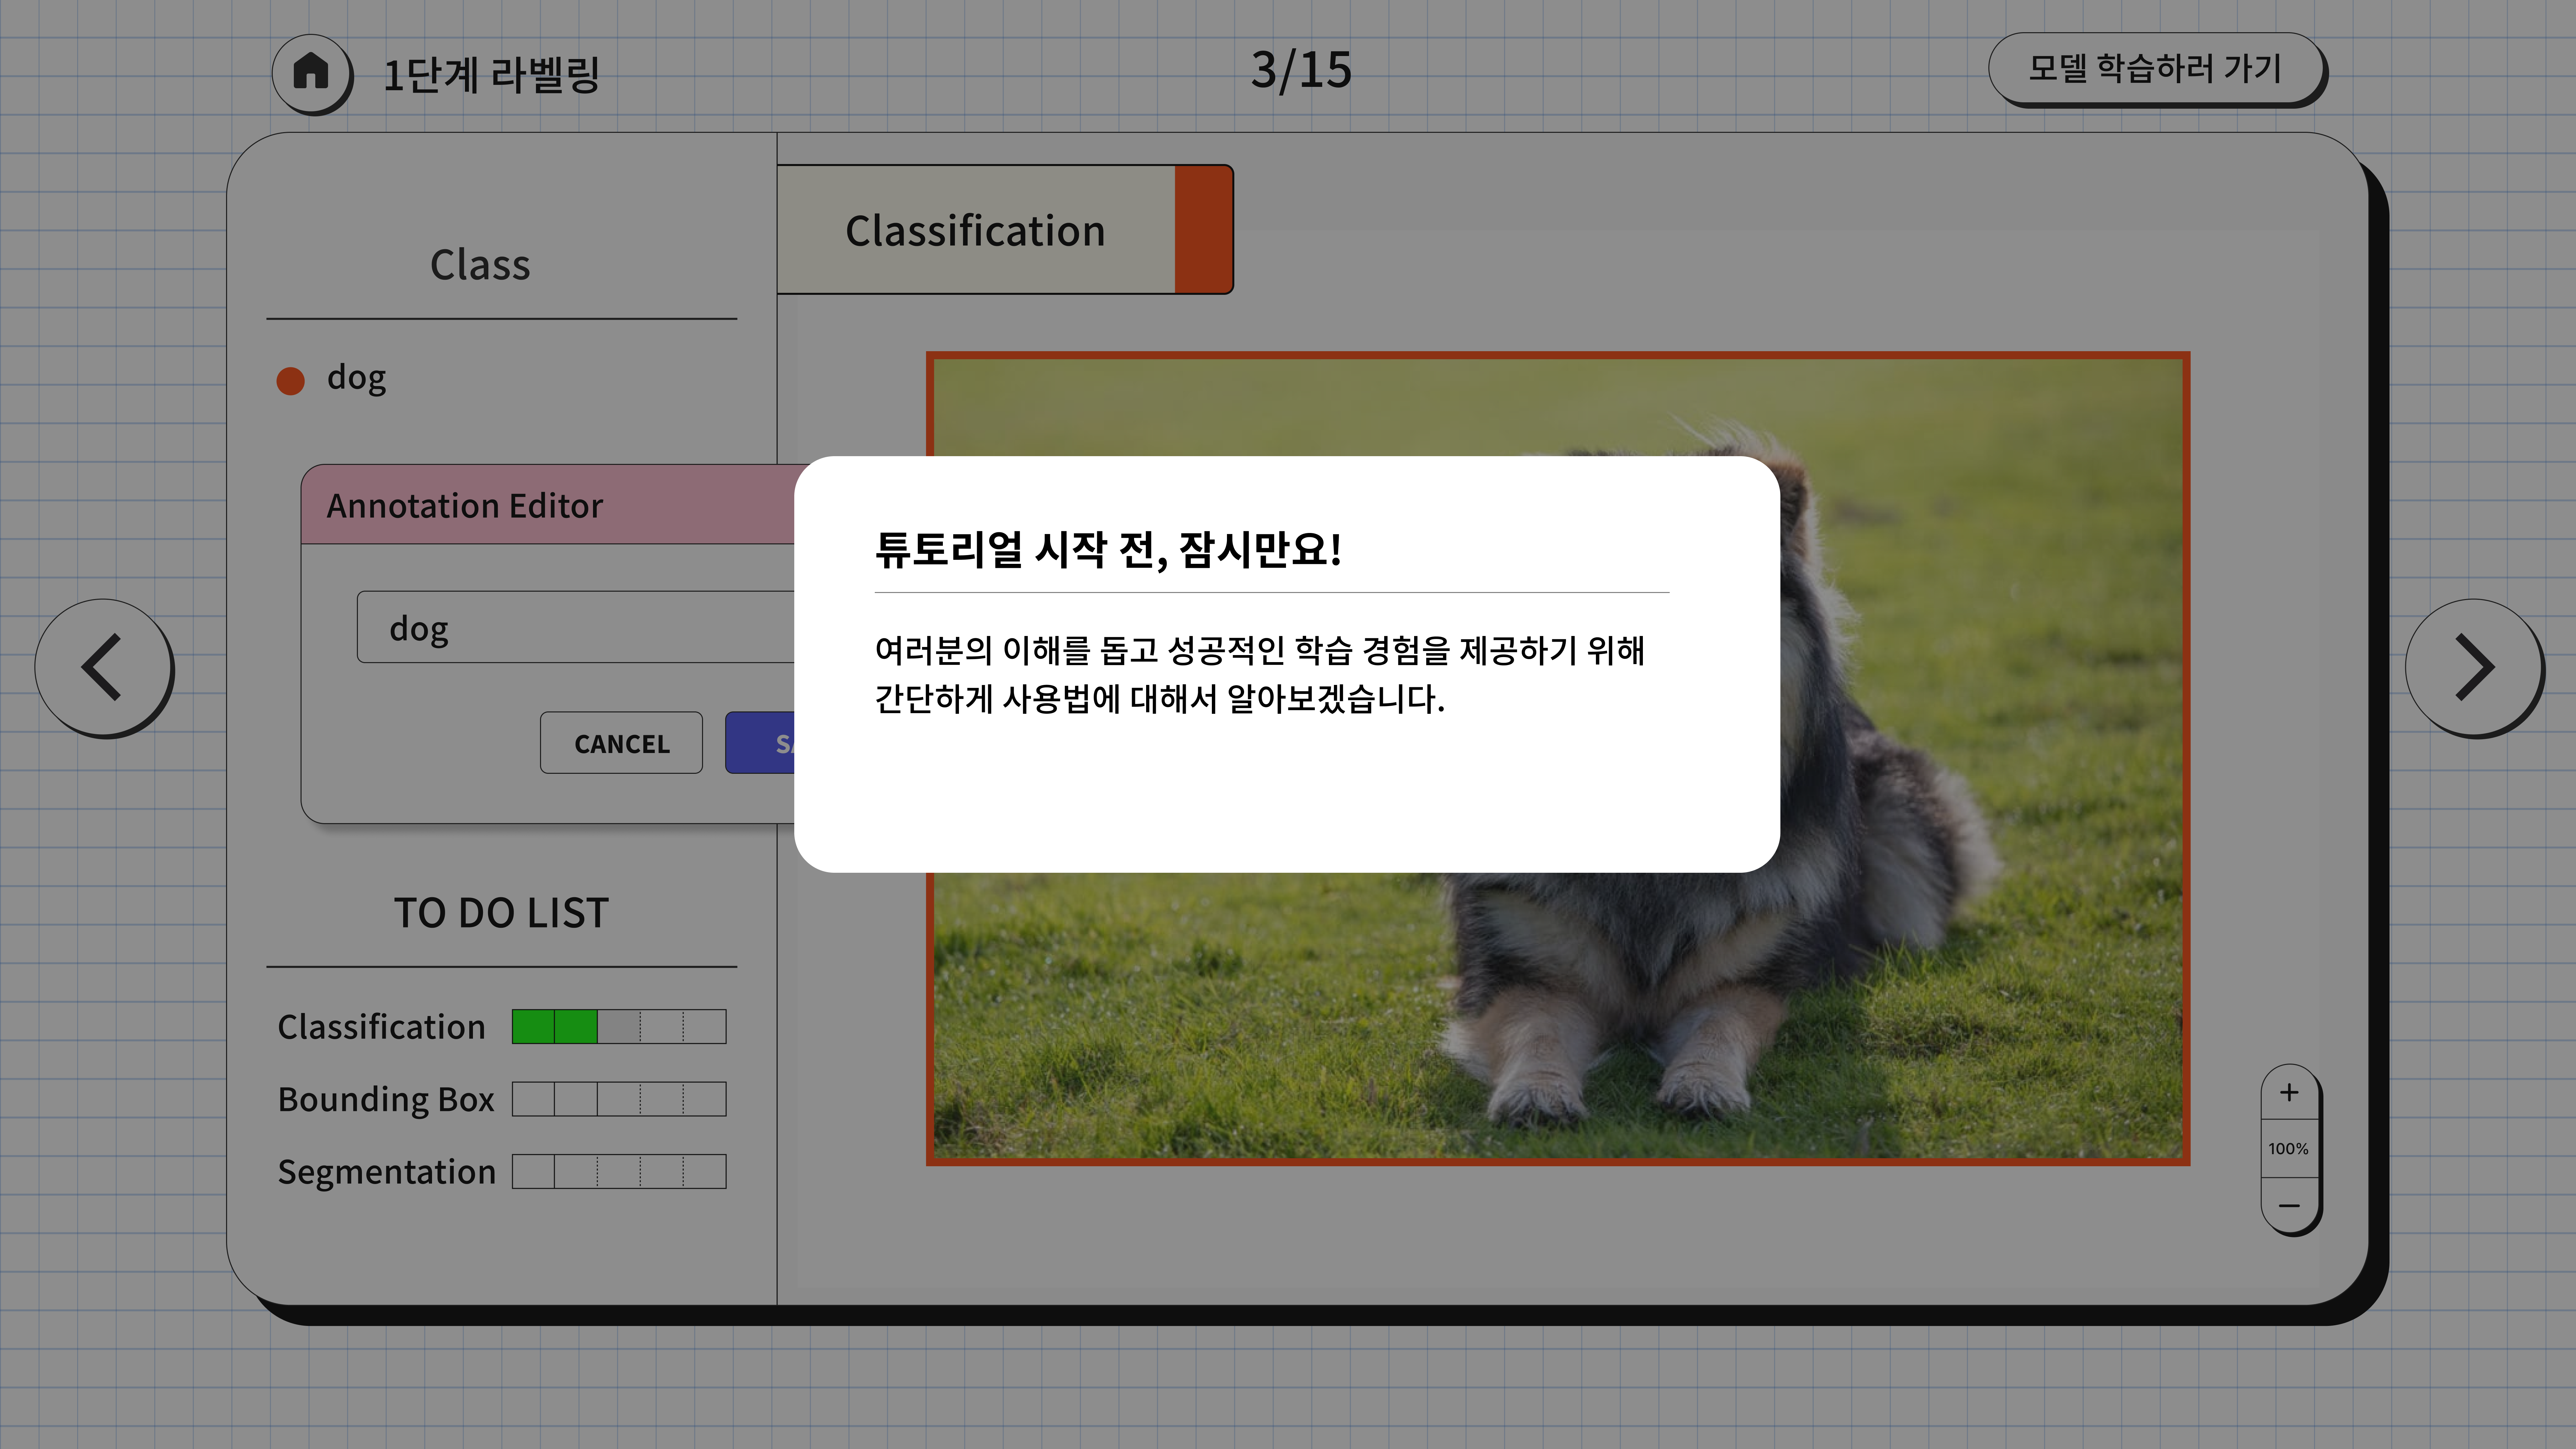 1단계 라벨링
3/15
모델 학습하러 가기
Class
dog
Annotation Editor
dog
CANCEL
TO DO LIST
Classification
Bounding Box
Segmentation
Classification
튜토리얼 시작 전, 잠시만요!
여러분의 이해를 돕고 성공적인 학습 경험을 제공하기 위해
간단하게 사용법에 대해서 알아보겠습니다.
+
100%
−